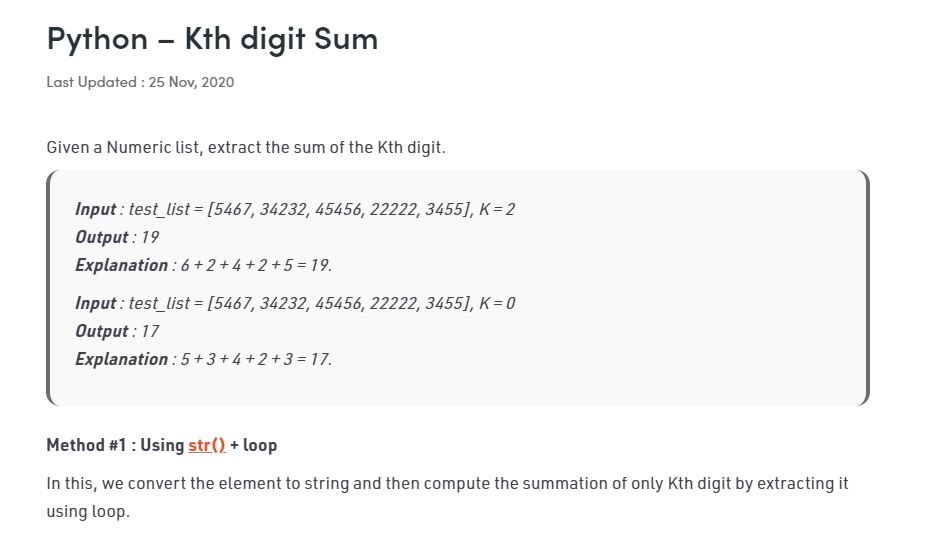 Python – Kth digit Sum
Last Updated : 25 Nov, 2020
Given a Numeric list, extract the sum of the Kth digit.
Input : test_list = [5467, 34232, 45456, 22222, 3455], K = 2
Output : 19
Explanation : 6 + 2 + 4 + 2 + 5 = 19.
Input : test_list = [5467, 34232, 45456, 22222, 3455], K = 0
Output : 17
Explanation : 5 + 3 + 4 + 2 + 3 = 17.
Method #1 : Using str() + loop
In this, we convert the element to string and then compute the summation of only Kth digit by extracting it
using loop.